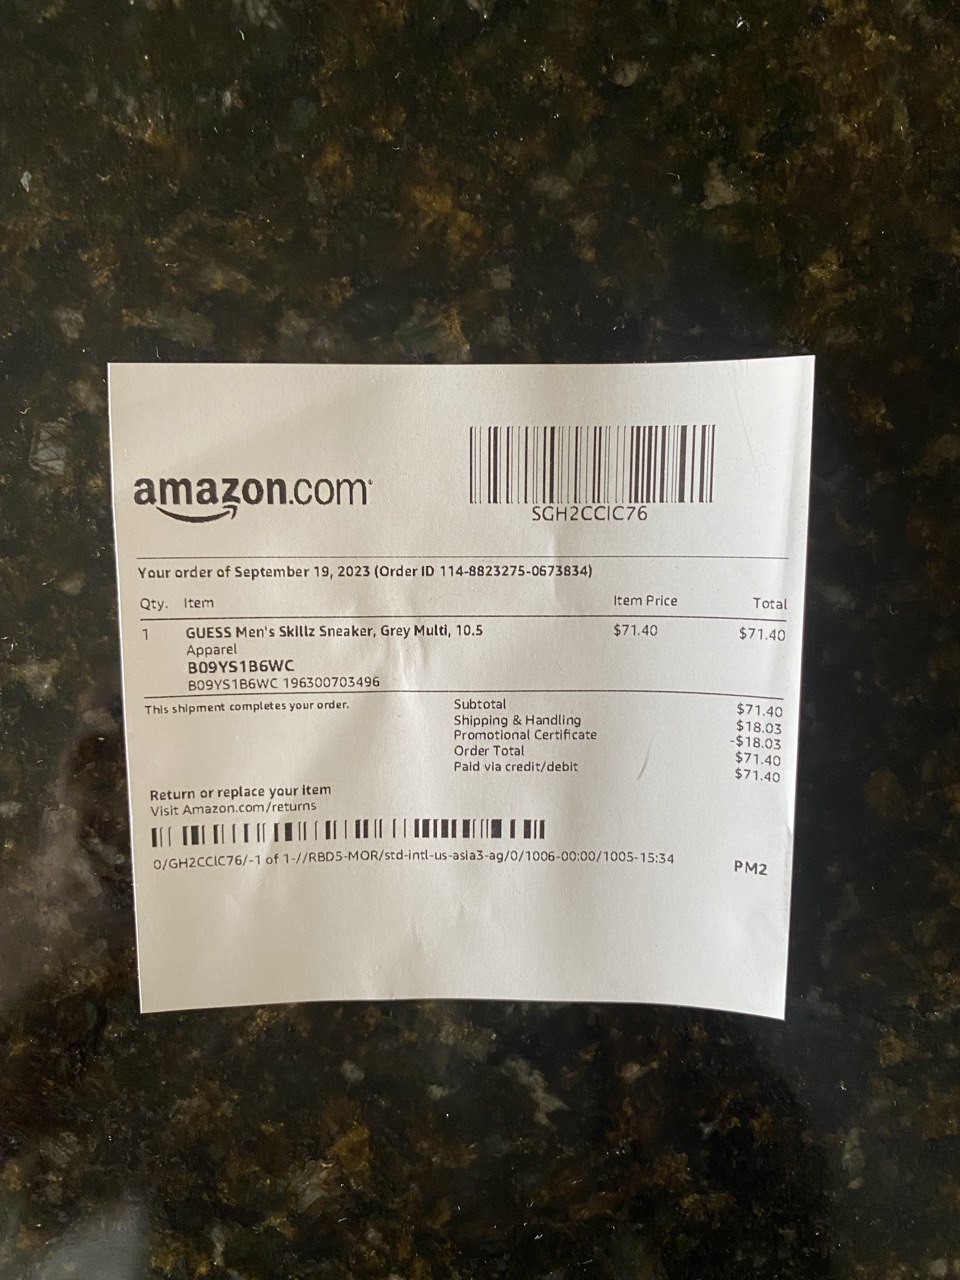 amazon.com
SGH2CCIC76
Your order of September 19, 2023 (Order ID 114-8823275-0673834)
Qty. Item Item Price Total
1 GUESS Men's Skillz Sneaker, Grey Multi, 10.5 $71.40 $71.40
Apparel
B09YS1B6WC
B09YS1B6WC 196300703496
This shipment completes your order. Subtotal $71.40
Shipping & Handling $18.03
Promotional Certificate -$18.03
Order Total $71.40
Paid via credit/debit $71.40
Return or replace your item
Visit Amazon.com/returns
0/GH2CCIC76/-1 of 1-//RBD5-MOR/std-intl-us-asia3-ag/0/1006-00:00/1005-15:34
PM2